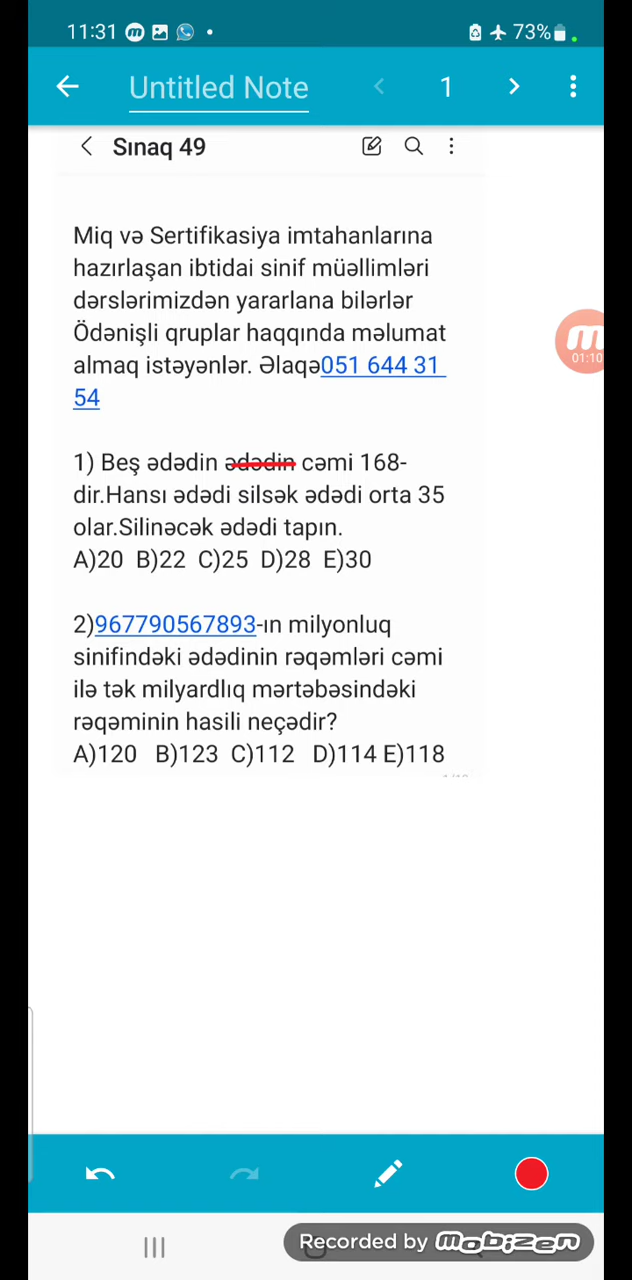 11:31 73%
Untitled Note 1
Sınaq 49
Miq və Sertifikasiya imtahanlarına
hazırlaşan ibtidai sinif müəllimləri
dərslərimizdən yararlana bilərlər
Ödənişli qruplar haqqında məlumat
almaq istəyənlər. Əlaqə051 644 31
54
01:10
1) Beş ədədin ədədin cəmi 168-
dir.Hansı ədədi silsək ədədi orta 35
olar.Silinəcək ədədi tapın.
A)20 B)22 C)25 D)28 E)30
2)967790567893-ın milyonluq
sinifindəki ədədinin rəqəmləri cəmi
ilə tək milyardlıq mərtəbəsindəki
rəqəminin hasili neçədir?
A)120 B)123 C)112 D)114 E)118
Recorded by mobizen